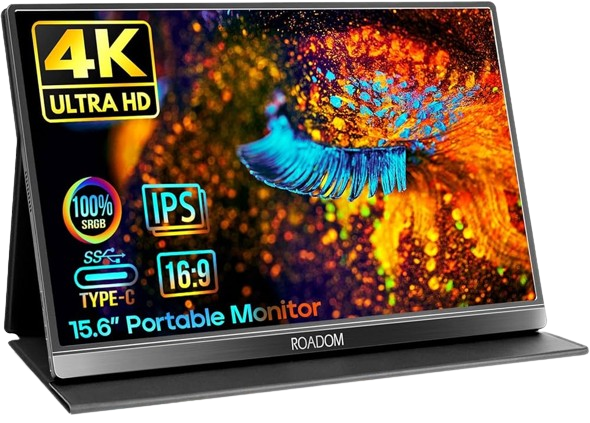 4K
ULTRA HD
100%
SRGB
IPS
SS
TYPE-C
16:9
15.6” Portable Monitor
ROADOM